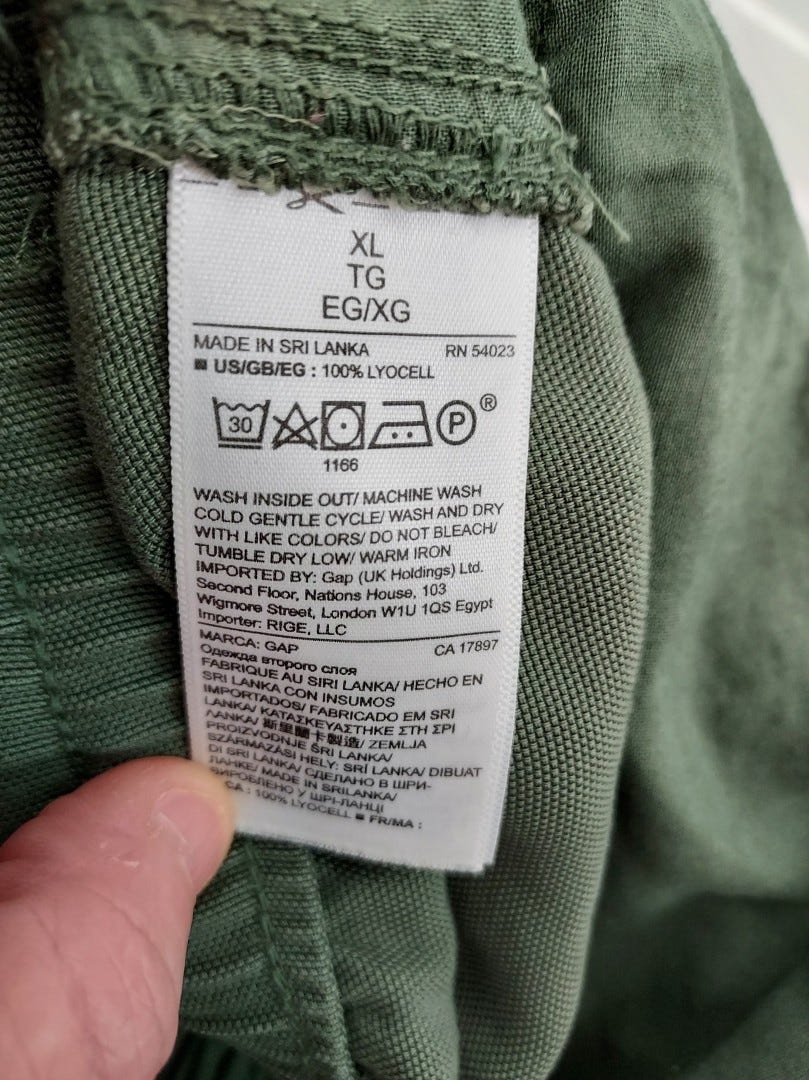 XL
TG
EG/XG
MADE IN SRI LANKA RN 54023
US/GB/EG : 100% LYOCELL
30 P ®
1166
WASH INSIDE OUT/ MACHINE WASH
COLD GENTLE CYCLE/ WASH AND DRY
WITH LIKE COLORS/ DO NOT BLEACH/
TUMBLE DRY LOW/ WARM IRON
IMPORTED BY: Gap (UK Holdings) Ltd.
Second Floor, Nations House, 103
Wigmore Street, London W1U 1QS Egypt
Importer: RIGE, LLC
MARCA: GAP CA 17897
Одежда второго слоя
FABRIQUE AU SIRI LANKA/ HECHO EN
SRI LANKA CON INSUMOS
IMPORTADOS/ FABRICADO EM SRI
LANKA/ ΚΑΤΑΣΚΕΥΑΣΤΗΚΕ ΣΤΗ ΣΡΙ
ΛΑΝΚΑ/ 斯里蘭卡製造/ ZEMLJA
PROIZVODNJE ŠRI LANKA/
SZÁRMAZÁSI HELY: SRÍ LANKA/ DIBUAT
DI SRI LANKA/ СДЕЛАНО В ШРИ-
ЛАНКЕ/ MADE IN SRILANKA/
ВИРОБЛЕНО У ШРІ-ЛАНЦІ
CA : 100% LYOCELL ■ FR/MA :